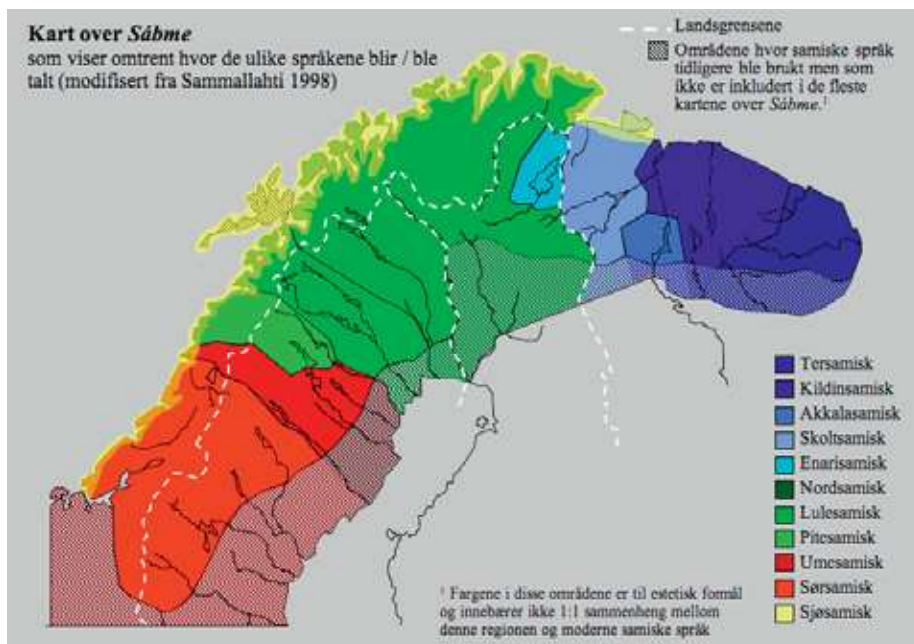 Kart over Sábme
som viser omtrent hvor de ulike språkene blir / ble
talt (modifisert fra Sammallahti 1998)
Landsgrensene
Områdene hvor samiske språk
tidligere ble brukt men som
ikke er inkludert i de fleste
kartene over Sábme.¹
Tersamisk
Kildinsamisk
Akkalasamisk
Skoltsamisk
Enarisamisk
Nordsamisk
Lulesamisk
Pitesamisk
Umesamisk
Sørsamisk
Sjøsamisk
¹ Fargene i disse områdene er til estetisk formål
og innebærer ikke 1:1 sammenheng mellom
denne regionen og moderne samiske språk